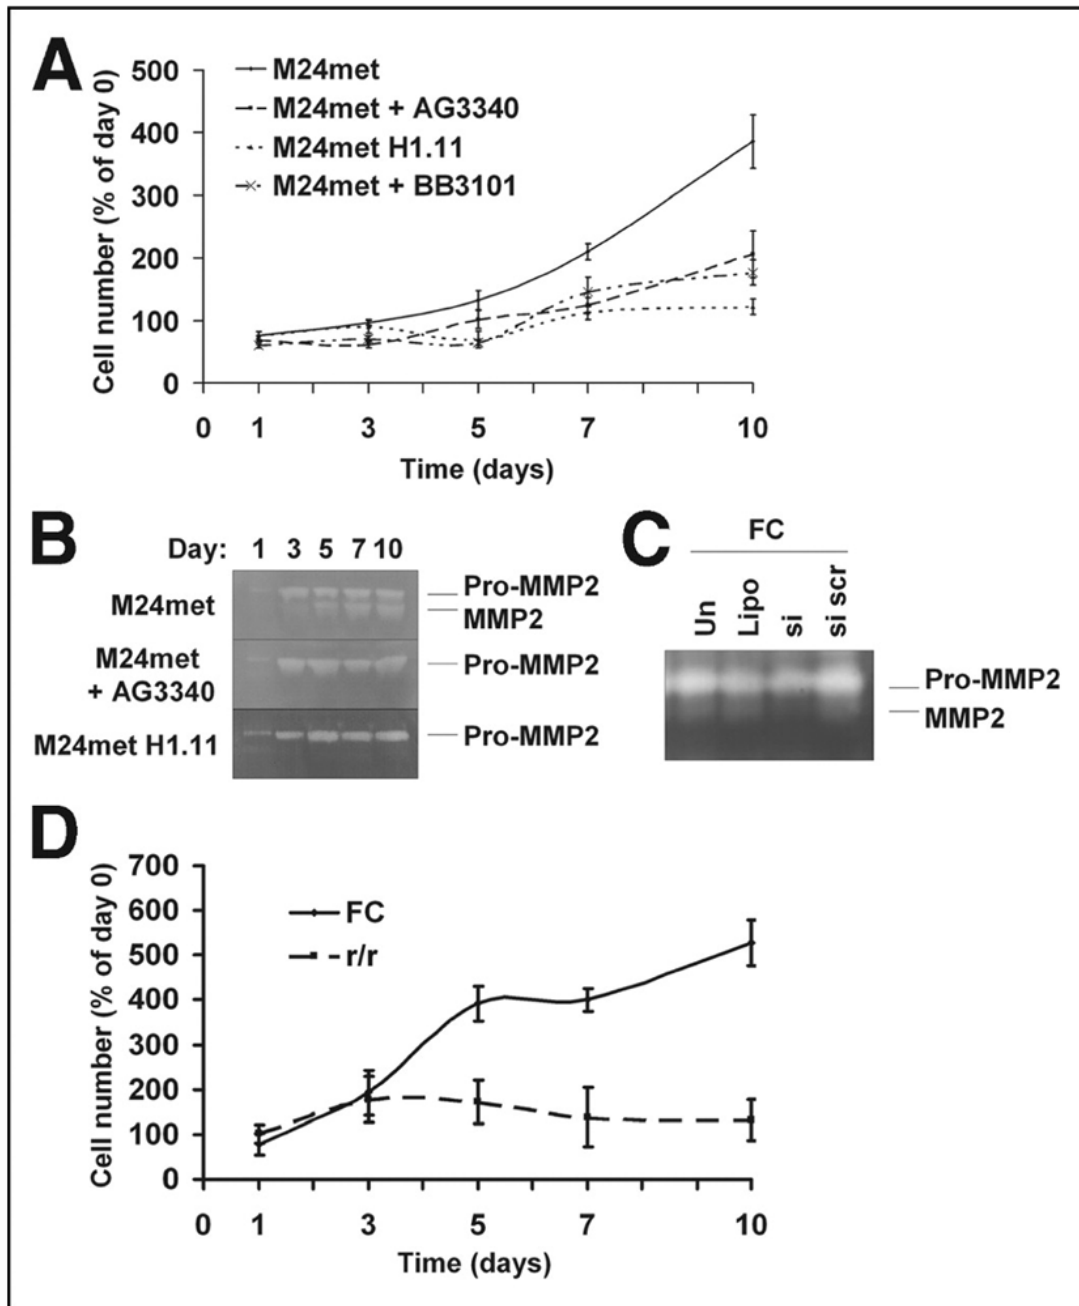 A
Cell number (% of day 0)
500
400
300
200
100
0
M24met
M24met + AG3340
M24met H1.11
M24met + BB3101
0 1 3 5 7 10
Time (days)
B
Day: 1 3 5 7 10
M24met
Pro-MMP2
MMP2
M24met
+ AG3340
Pro-MMP2
M24met H1.11
Pro-MMP2
C
FC
Un Lipo si si scr
Pro-MMP2
MMP2
D
Cell number (% of day 0)
700
600
500
400
300
200
100
0
FC
r/r
0 1 3 5 7 10
Time (days)